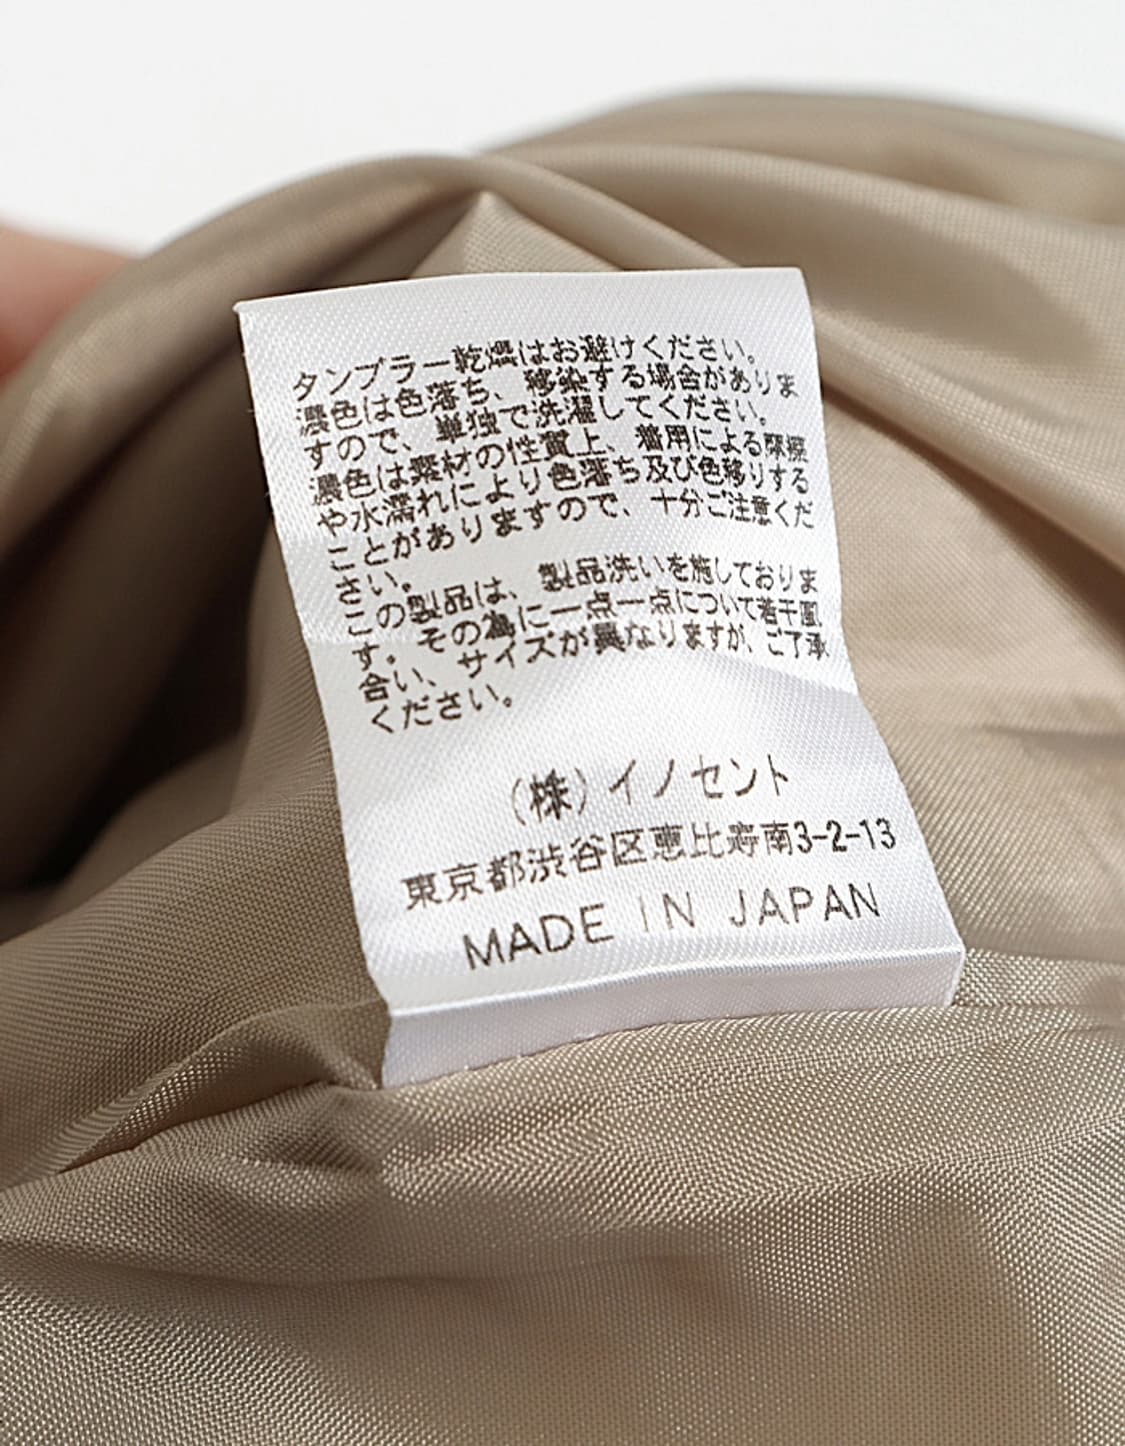 タンブラー乾燥はお避けください。
濃色は色落ち、移染する場合がありま
すので、単独で洗濯してください。
濃色は素材の性質上、着用による摩擦
や水濡れにより色落ち及び色移りする
ことがありますので、十分ご注意くだ
さい。
この製品は、製品洗いを施しておりま
す。その為に一点一点について若干風
合い、サイズが異なりますが、ご了承
ください。
(株)イノセント
東京都渋谷区恵比寿南3-2-13
MADE IN JAPAN